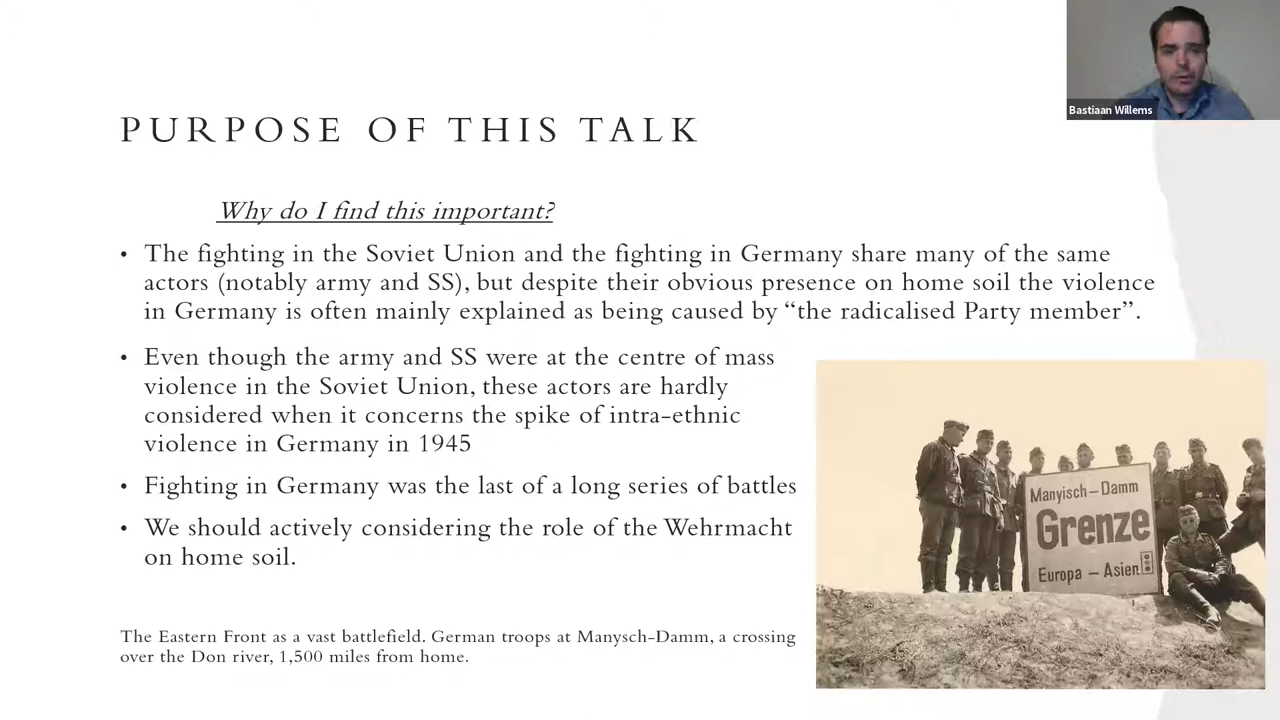 Bastiaan Willems
PURPOSE OF THIS TALK
Why do I find this important?
• The fighting in the Soviet Union and the fighting in Germany share many of the same
actors (notably army and SS), but despite their obvious presence on home soil the violence
in Germany is often mainly explained as being caused by “the radicalised Party member”.
• Even though the army and SS were at the centre of mass
violence in the Soviet Union, these actors are hardly
considered when it concerns the spike of intra-ethnic
violence in Germany in 1945
• Fighting in Germany was the last of a long series of battles
• We should actively considering the role of the Wehrmacht
on home soil.
Manyisch-Damm
Grenze
Europa - Asien
The Eastern Front as a vast battlefield. German troops at Manysch-Damm, a crossing
over the Don river, 1,500 miles from home.